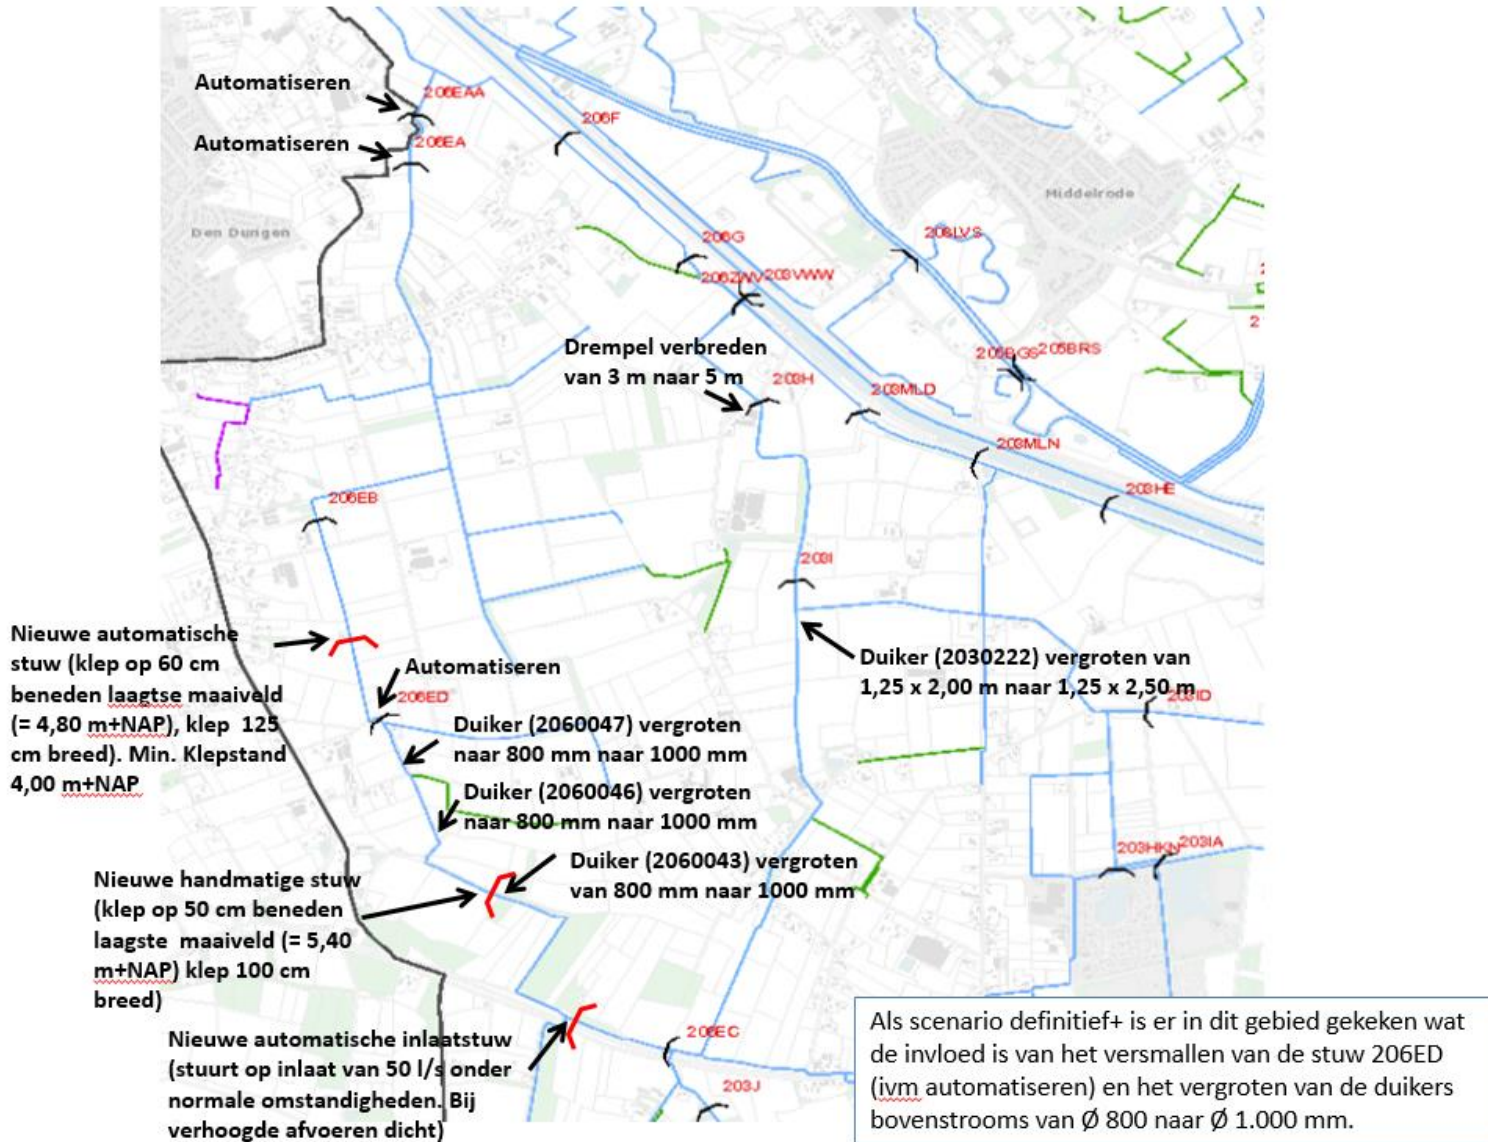 Automatiseren
206EAA
Automatiseren
206EA
206F
Middelrode
Den Dungen
206G
206ZWV
203VWW
208LVS
2
Drempel verbreden
van 3 m naar 5 m
205BGS
205BRS
203H
203MLD
203MLN
203HE
206EB
203I
Nieuwe automatische
stuw (klep op 60 cm
beneden laagtse maaiveld
(= 4,80 m+NAP), klep 125
cm breed). Min. Klepstand
4,00 m+NAP
Automatiseren
206ED
Duiker (2030222) vergroten van
1,25 x 2,00 m naar 1,25 x 2,50 m
203ID
Duiker (2060047) vergroten
naar 800 mm naar 1000 mm
Duiker (2060046) vergroten
naar 800 mm naar 1000 mm
Duiker (2060043) vergroten
van 800 mm naar 1000 mm
203HKN
203IA
Nieuwe handmatige stuw
(klep op 50 cm beneden
laagste maaiveld (= 5,40
m+NAP) klep 100 cm
breed)
Nieuwe automatische inlaatstuw
(stuurt op inlaat van 50 l/s onder
normale omstandigheden. Bij
verhoogde afvoeren dicht)
206EC
203J
Als scenario definitief+ is er in dit gebied gekeken wat
de invloed is van het versmallen van de stuw 206ED
(ivm automatiseren) en het vergroten van de duikers
bovenstrooms van Ø 800 naar Ø 1.000 mm.